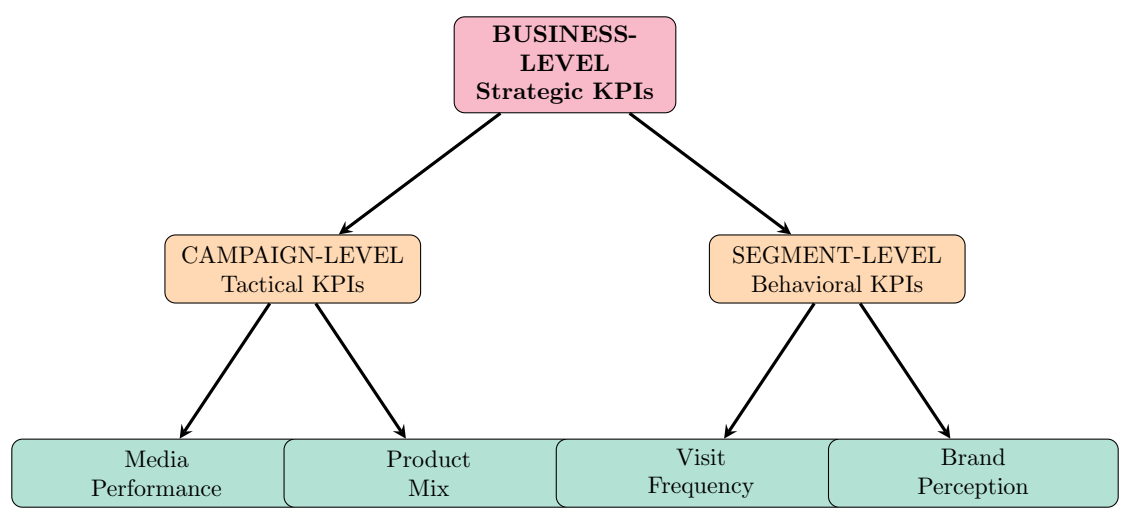 BUSINESS-
LEVEL
Strategic KPIs
CAMPAIGN-LEVEL
Tactical KPIs
SEGMENT-LEVEL
Behavioral KPIs
Media
Performance
Product
Mix
Visit
Frequency
Brand
Perception